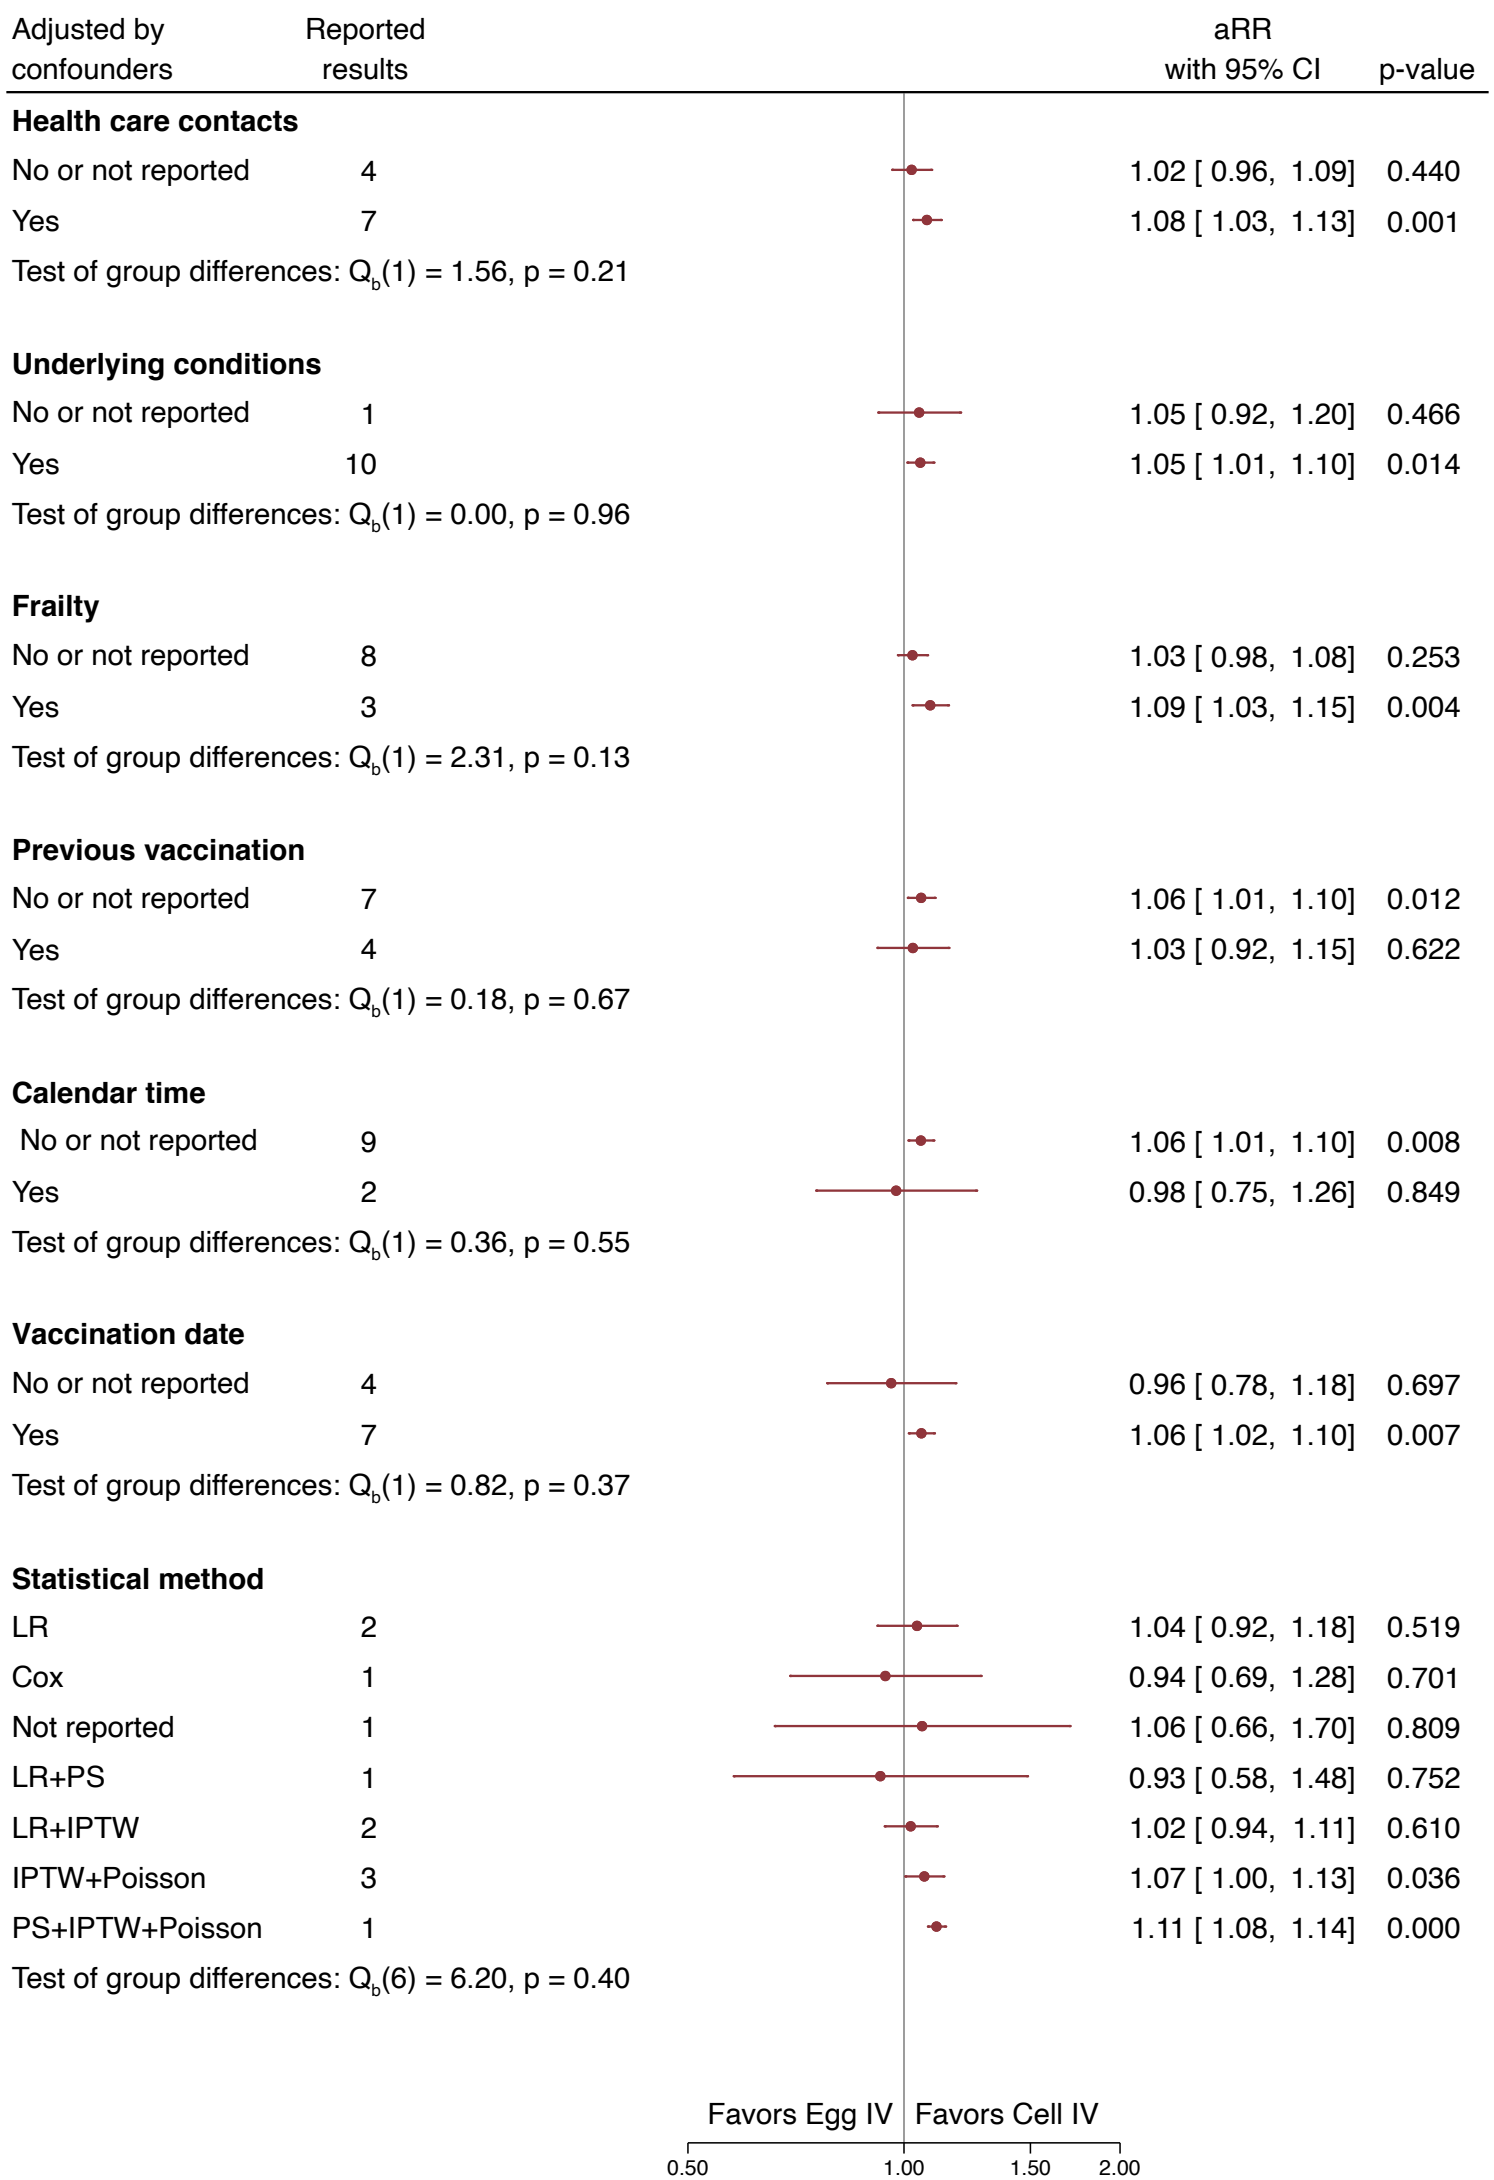 Adjusted by Reported aRR
confounders results with 95% CI p-value
Health care contacts
No or not reported 4 1.02 [ 0.96, 1.09] 0.440
Yes 7 1.08 [ 1.03, 1.13] 0.001
Test of group differences: Qb(1) = 1.56, p = 0.21
Underlying conditions
No or not reported 1 1.05 [ 0.92, 1.20] 0.466
Yes 10 1.05 [ 1.01, 1.10] 0.014
Test of group differences: Qb(1) = 0.00, p = 0.96
Frailty
No or not reported 8 1.03 [ 0.98, 1.08] 0.253
Yes 3 1.09 [ 1.03, 1.15] 0.004
Test of group differences: Qb(1) = 2.31, p = 0.13
Previous vaccination
No or not reported 7 1.06 [ 1.01, 1.10] 0.012
Yes 4 1.03 [ 0.92, 1.15] 0.622
Test of group differences: Qb(1) = 0.18, p = 0.67
Calendar time
No or not reported 9 1.06 [ 1.01, 1.10] 0.008
Yes 2 0.98 [ 0.75, 1.26] 0.849
Test of group differences: Qb(1) = 0.36, p = 0.55
Vaccination date
No or not reported 4 0.96 [ 0.78, 1.18] 0.697
Yes 7 1.06 [ 1.02, 1.10] 0.007
Test of group differences: Qb(1) = 0.82, p = 0.37
Statistical method
LR 2 1.04 [ 0.92, 1.18] 0.519
Cox 1 0.94 [ 0.69, 1.28] 0.701
Not reported 1 1.06 [ 0.66, 1.70] 0.809
LR+PS 1 0.93 [ 0.58, 1.48] 0.752
LR+IPTW 2 1.02 [ 0.94, 1.11] 0.610
IPTW+Poisson 3 1.07 [ 1.00, 1.13] 0.036
PS+IPTW+Poisson 1 1.11 [ 1.08, 1.14] 0.000
Test of group differences: Qb(6) = 6.20, p = 0.40
Favors Egg IV Favors Cell IV
0.50 1.00 1.50 2.00